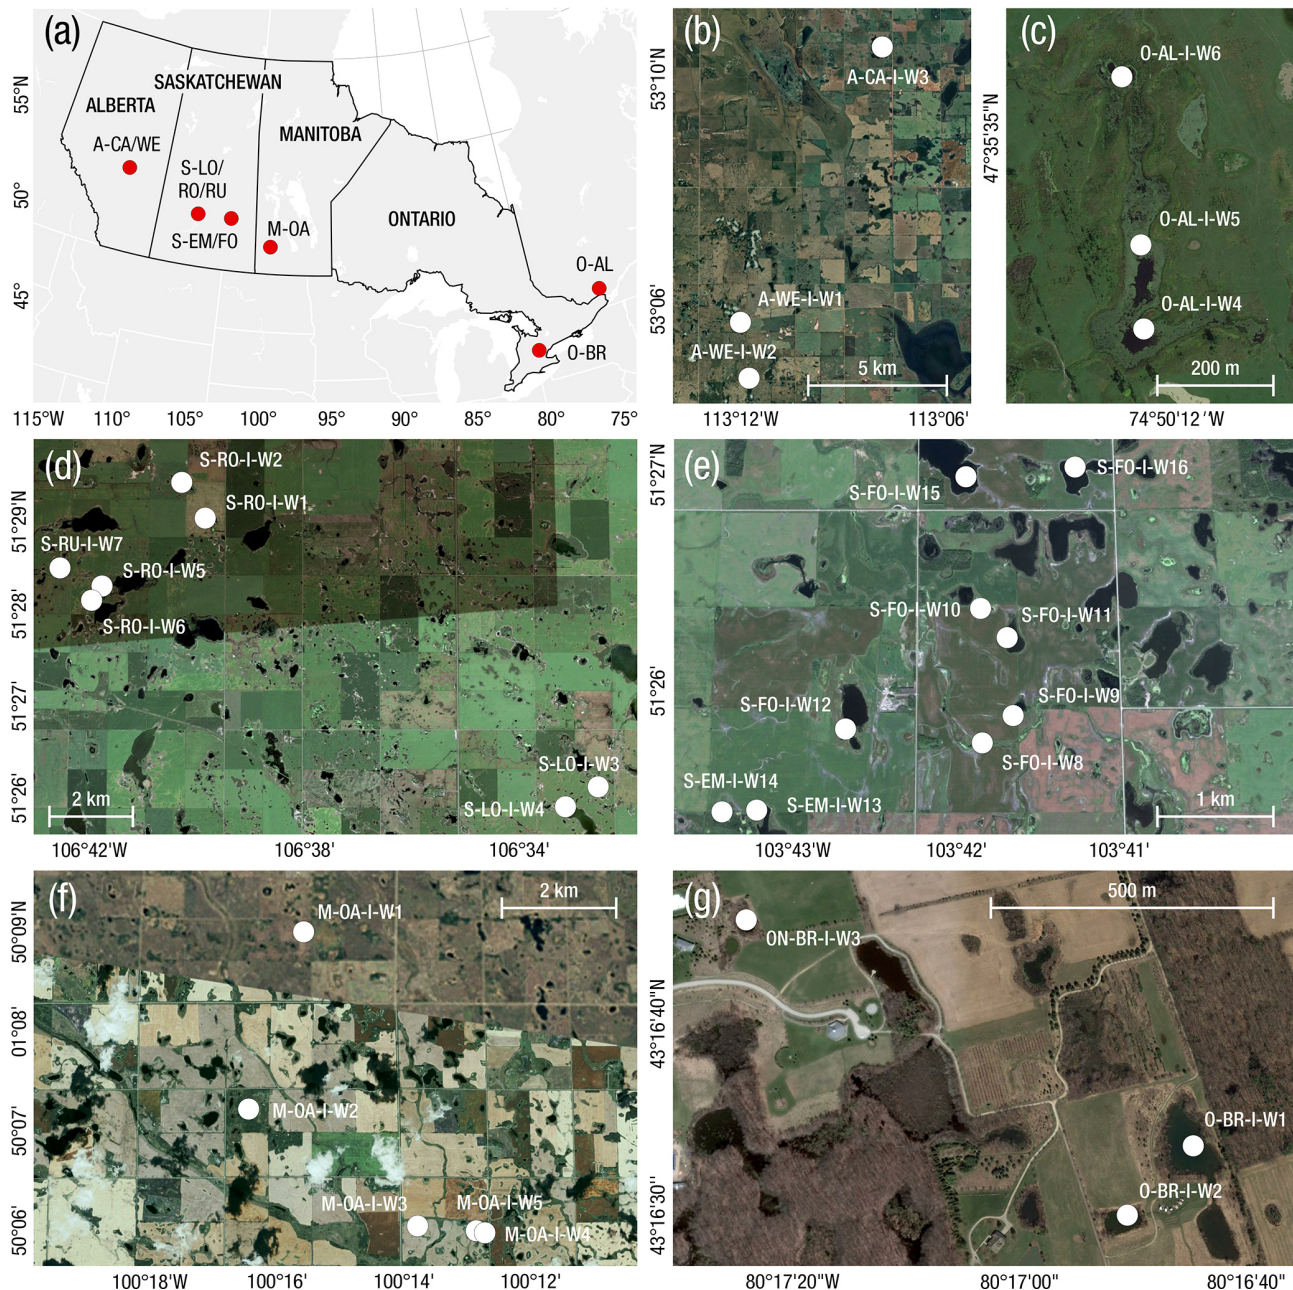 (a)
55°N
50°
45°
SASKATCHEWAN
ALBERTA
MANITOBA
A-CA/WE
S-LO/
RO/RU
ONTARIO
S-EM/FO
M-OA
O-AL
O-BR
115°W
108°
105°
99°
95°
90°
85°
80°
75°
(b)
53°10'N
53°06'
A-CA-I-W3
A-WE-I-W1
A-WE-I-W2
5 km
113°12'W
113°06'
(c)
47°35'35"N
O-AL-I-W6
O-AL-I-W5
O-AL-I-W4
200 m
74°50'12 'W
(d)
51°29'N
51°28'
51°27
51°26
S-RO-I-W2
S-RO-I-W1
S-RU-I-W7
S-RO-I-W5
S-RO-I-W6
S-LO-I-W3
S-LO-I-W4
2 km
106°42'W
106°38
106°34'
(e)
51°27'N
51°26'
S-FO-I-W16
S-FO-I-W15
S-FO-I-W10
S-FO-I-W11
S-FO-I-W9
S-FO-I-W12
S-FO-I-W8
S-EM-I-W14
S-EM-I-W13
1 km
103°43'W
103°42
103°41'
(f)
50°09'N
01°08'
50°07'
50°06'
2 km
M-OA-I-W1
M-OA-I-W2
M-OA-I-W3
M-OA-I-W5
M-OA-I-W4
100°18'W
100°16'
100°14'
100°12'
(g)
43°16'40"N
43°16'30''
500 m
ON-BR-I-W3
O-BR-I-W1
O-BR-I-W2
80°17'20"W
80°17'00"
80°16'40"